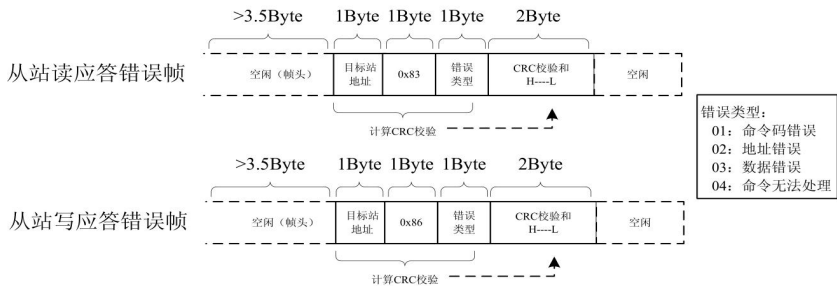 >3.5Byte 1Byte 1Byte 1Byte 2Byte
从站读应答错误帧
空闲（帧头）
目标站
地址
0x83
错误
类型
CRC校验和
H----L
空闲
计算CRC校验
错误类型：
01：命令码错误
02：地址错误
03：数据错误
04：命令无法处理
>3.5Byte 1Byte 1Byte 1Byte 2Byte
从站写应答错误帧
空闲（帧头）
目标站
地址
0x86
错误
类型
CRC校验和
H----L
空闲
计算CRC校验